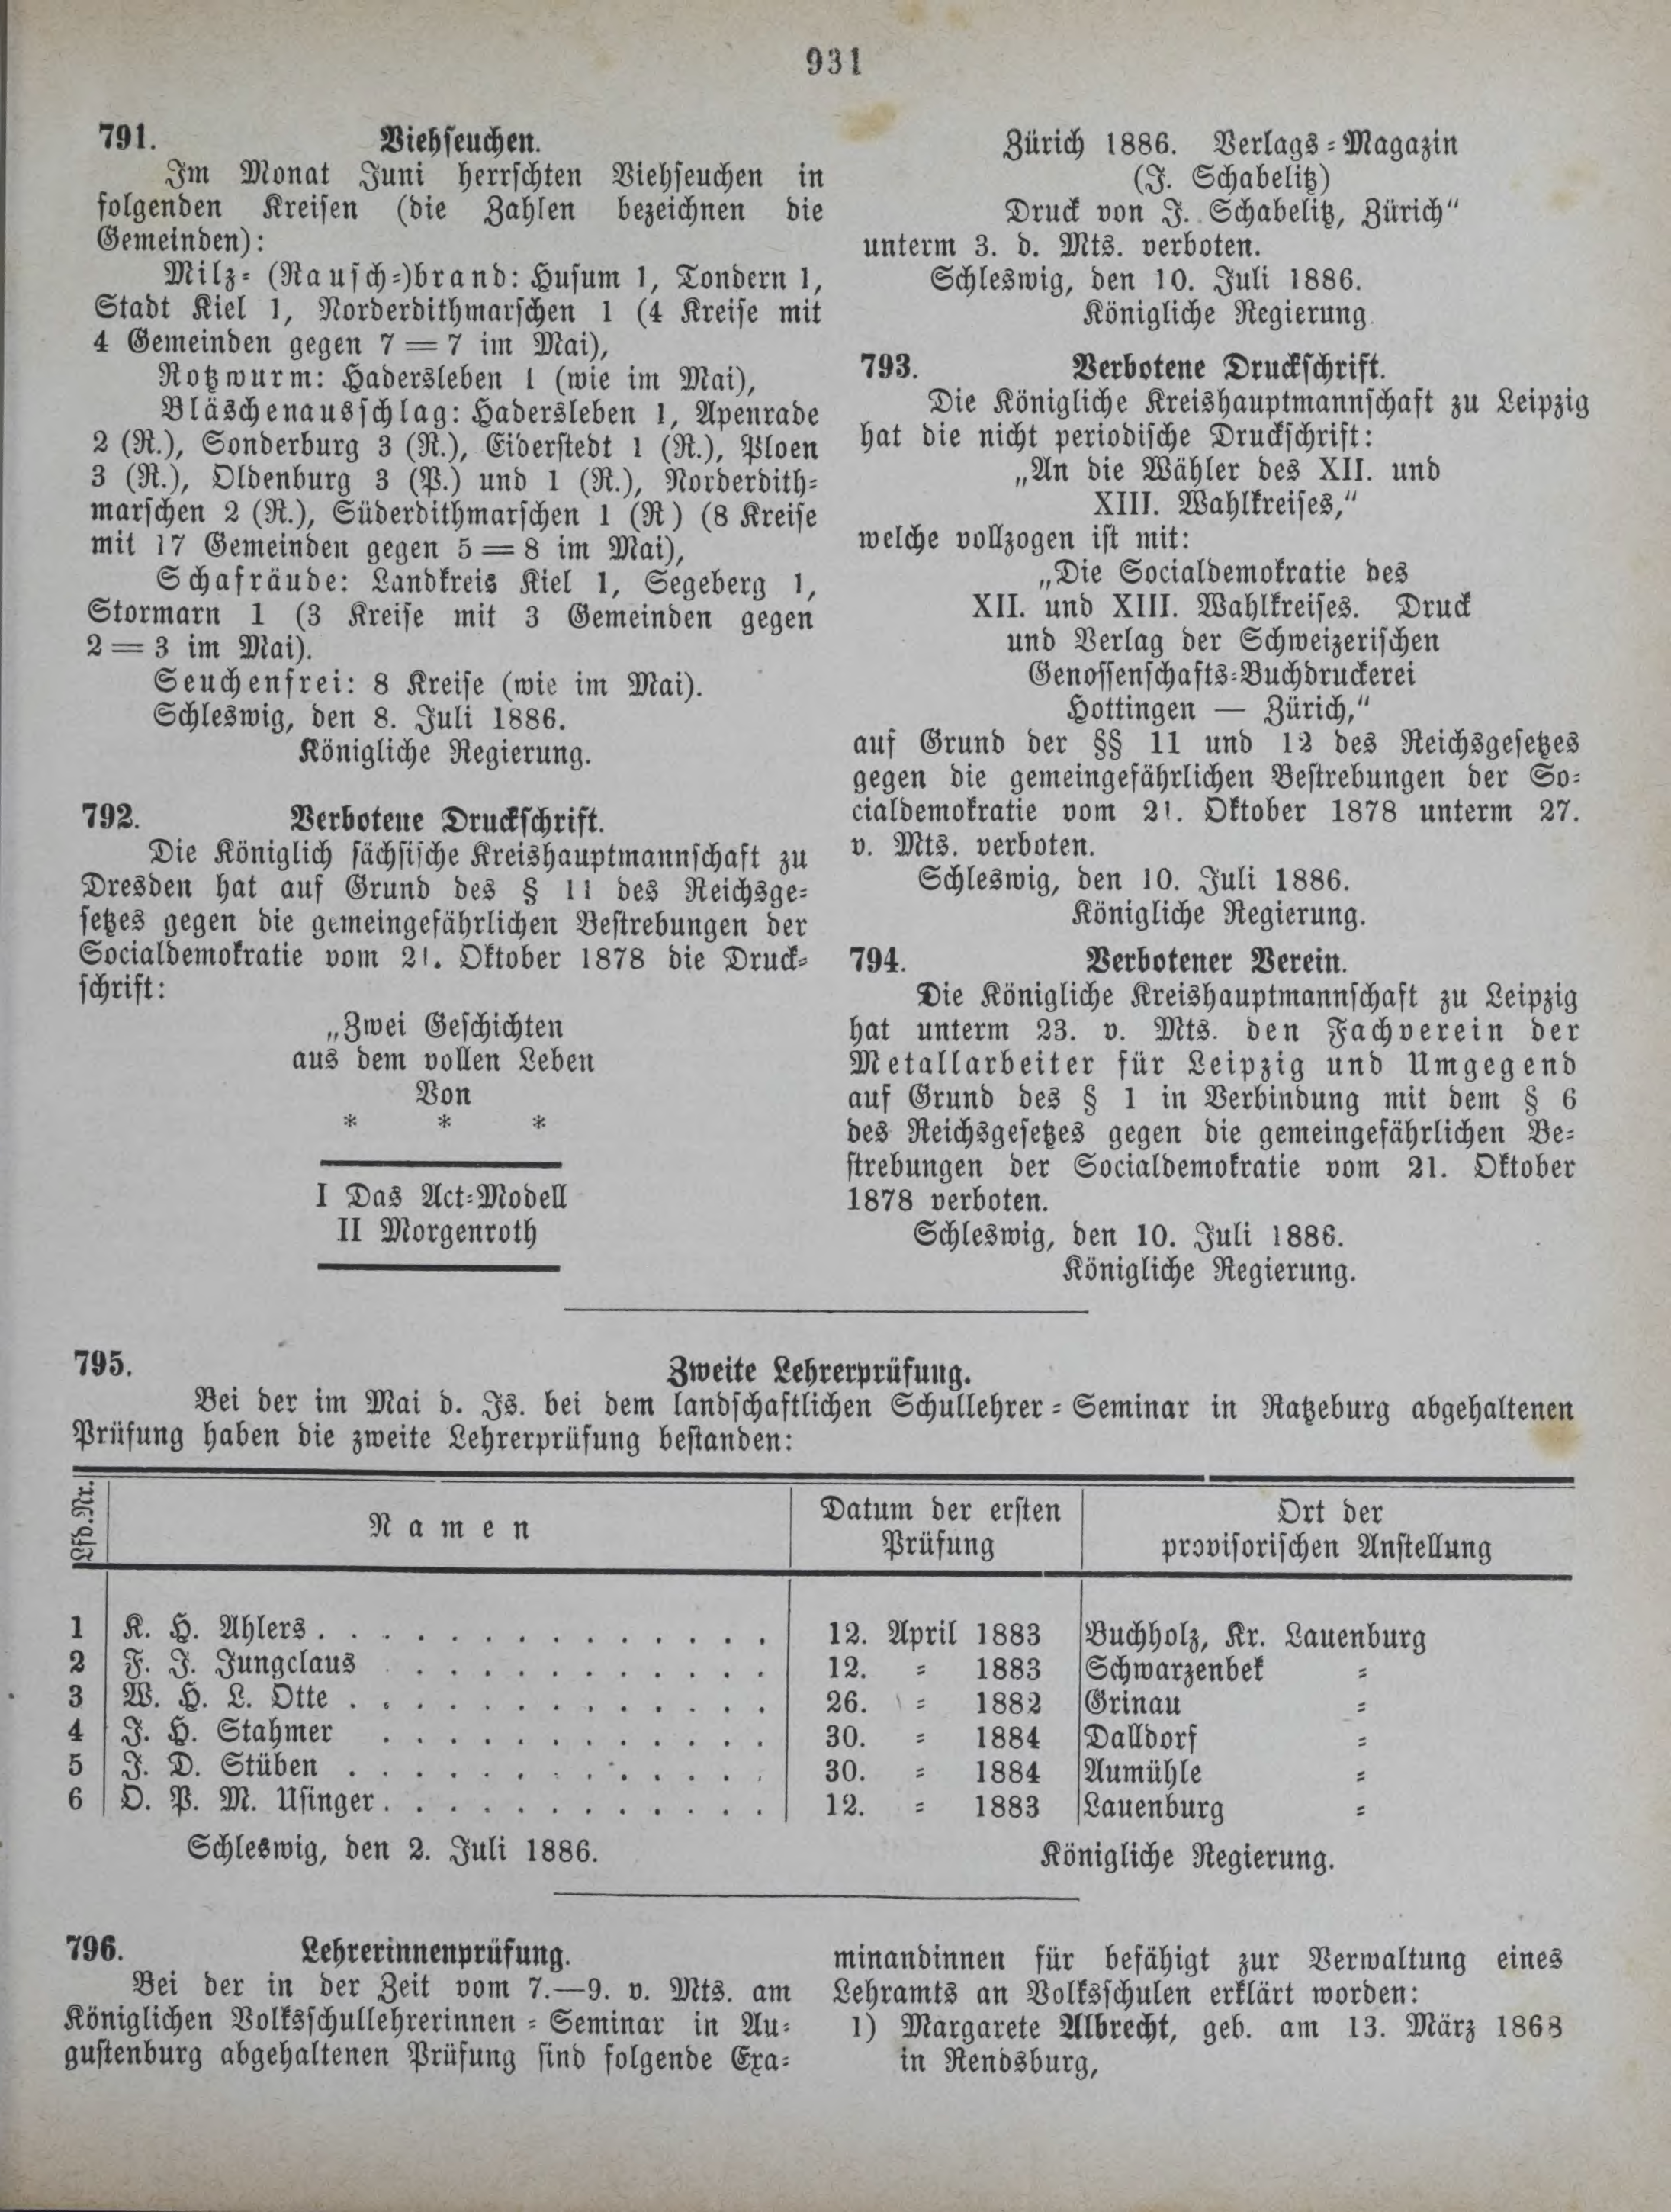 931
791. Viehseuchen.
Im Monat Juni herrschten Viehseuchen in
folgenden Kreisen (die Zahlen bezeichnen die
Gemeinden):
Milz- (Rausch-)brand: Husum 1, Tondern 1,
Stadt Kiel 1, Norderdithmarschen 1 (4 Kreise mit
4 Gemeinden gegen 7 = 7 im Mai),
Rotzwurm: Hadersleben 1 (wie im Mai),
Bläschenausschlag: Hadersleben 1, Apenrade
2 (R.), Sonderburg 3 (R.), Eiderstedt 1 (R.), Ploen
3 (R.), Oldenburg 3 (P.) und 1 (R.), Norderdith-
marschen 2 (R.), Süderdithmarschen 1 (R) (8 Kreise
mit 17 Gemeinden gegen 5 = 8 im Mai),
Schafräude: Landkreis Kiel 1, Segeberg 1,
Stormarn 1 (3 Kreise mit 3 Gemeinden gegen
2 = 3 im Mai).
Seuchenfrei: 8 Kreise (wie im Mai).
Schleswig, den 8. Juli 1886.
Königliche Regierung.
792. Verbotene Druckschrift.
Die Königlich sächsische Kreishauptmannschaft zu
Dresden hat auf Grund des § 11 des Reichsge-
setzes gegen die gemeingefährlichen Bestrebungen der
Socialdemokratie vom 21. Oktober 1878 die Druck-
schrift:
„Zwei Geschichten
aus dem vollen Leben
Von
* * *
I Das Act-Modell
II Morgenroth
Zürich 1886. Verlags-Magazin
(J. Schabelitz)
Druck von J. Schabelitz, Zürich"
unterm 3. d. Mts. verboten.
Schleswig, den 10. Juli 1886.
Königliche Regierung.
793. Verbotene Druckschrift.
Die Königliche Kreishauptmannschaft zu Leipzig
hat die nicht periodische Druckschrift:
„An die Wähler des XII. und
XIII. Wahlkreises,"
welche vollzogen ist mit:
„Die Socialdemokratie des
XII. und XIII. Wahlkreises. Druck
und Verlag der Schweizerischen
Genossenschafts-Buchdruckerei
Hottingen — Zürich,"
auf Grund der §§ 11 und 12 des Reichsgesetzes
gegen die gemeingefährlichen Bestrebungen der So-
cialdemokratie vom 21. Oktober 1878 unterm 27.
v. Mts. verboten.
Schleswig, den 10. Juli 1886.
Königliche Regierung.
794. Verbotener Verein.
Die Königliche Kreishauptmannschaft zu Leipzig
hat unterm 23. v. Mts. den Fachverein der
Metallarbeiter für Leipzig und Umgegend
auf Grund des § 1 in Verbindung mit dem § 6
des Reichsgesetzes gegen die gemeingefährlichen Be-
strebungen der Socialdemokratie vom 21. Oktober
1878 verboten.
Schleswig, den 10. Juli 1886.
Königliche Regierung.
795. Zweite Lehrerprüfung.
Bei der im Mai d. Js. bei dem landschaftlichen Schullehrer-Seminar in Ratzeburg abgehaltenen
Prüfung haben die zweite Lehrerprüfung bestanden:
Lfd.Nr. Namen Datum der ersten Prüfung Ort der provisorischen Anstellung
1 K. H. Ahlers . . . . . . . . . . . . . . 12. April 1883 Buchholz, Kr. Lauenburg
2 F. J. Jungclaus . . . . . . . . . . . . 12. = 1883 Schwarzenbek =
3 W. H. L. Otte . . . . . . . . . . . . . 26. = 1882 Grinau =
4 J. H. Stahmer . . . . . . . . . . . . 30. = 1884 Dalldorf =
5 J. D. Stüben . . . . . . . . . . . . . 30. = 1884 Aumühle =
6 O. P. M. Usinger . . . . . . . . . . . . 12. = 1883 Lauenburg =
Schleswig, den 2. Juli 1886. Königliche Regierung.
796. Lehrerinnenprüfung.
Bei der in der Zeit vom 7.—9. v. Mts. am
Königlichen Volksschullehrerinnen-Seminar in Au-
gustenburg abgehaltenen Prüfung sind folgende Exa-
minandinnen für befähigt zur Verwaltung eines
Lehramts an Volksschulen erklärt worden:
1) Margarete Albrecht, geb. am 13. März 1868
in Rendsburg,